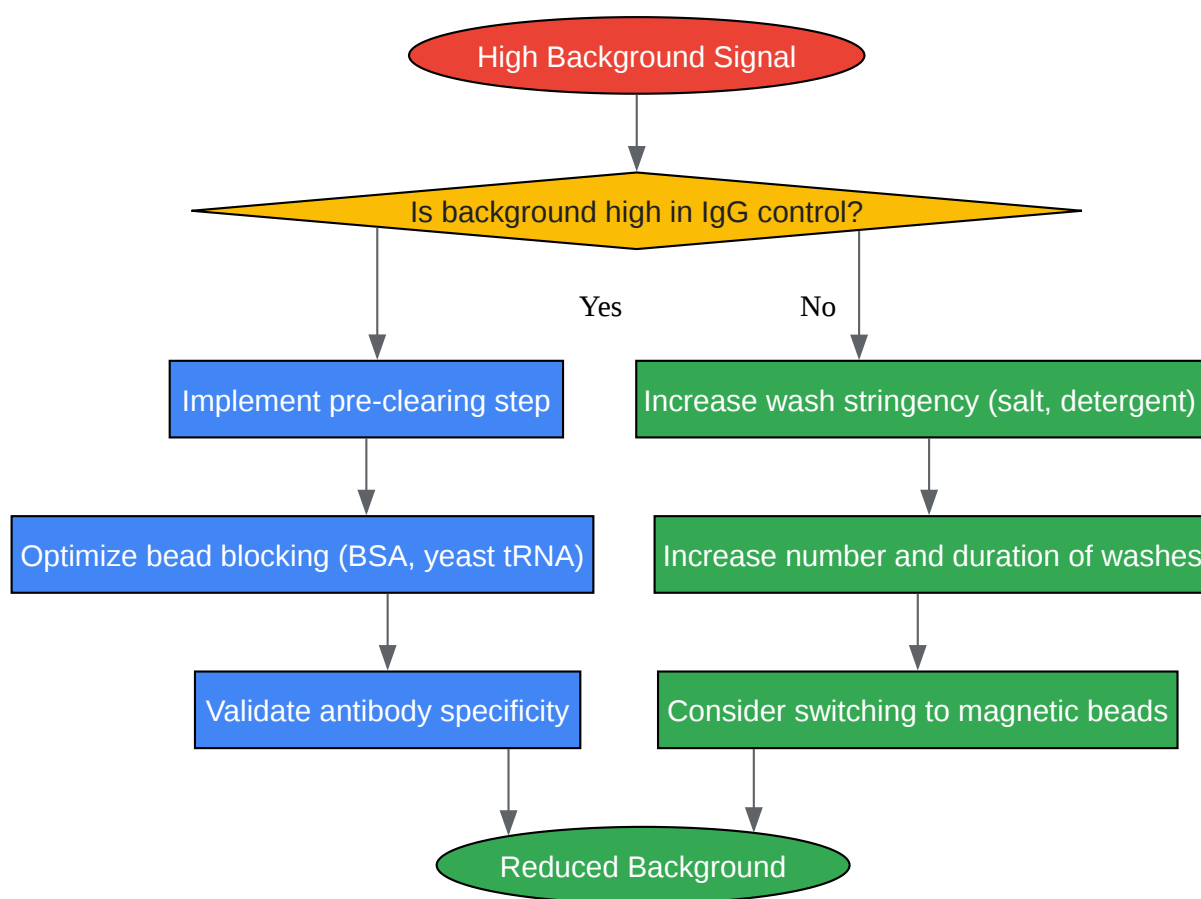 High Background Signal
Is background high in IgG control?
Yes
No
Implement pre-clearing step
Increase wash stringency (salt, detergent)
Optimize bead blocking (BSA, yeast tRNA)
Increase number and duration of washes
Validate antibody specificity
Consider switching to magnetic beads
Reduced Background